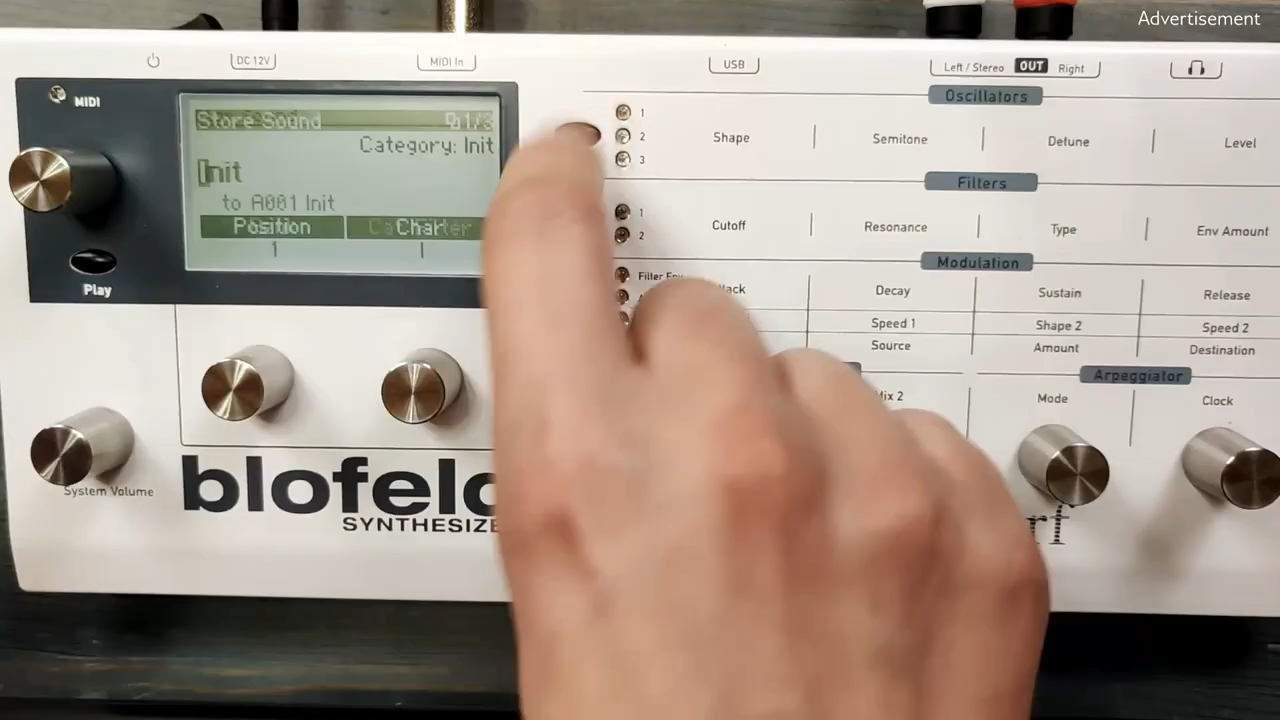 Advertisement
DC 12V
MIDI In
USB
Left / Stereo OUT Right
MIDI
Store Sound 1/3
Category: Init
Init
to A001 Init
Position
Play
System Volume
blofel
SYNTHESIZE
Oscillators
1
2
3
Shape
Semitone
Detune
Level
Filters
1
2
Cutoff
Resonance
Type
Env Amount
Modulation
Filter
Decay
Sustain
Release
Speed 1
Shape 2
Speed 2
Source
Amount
Destination
Arpeggiator
Mode
Clock